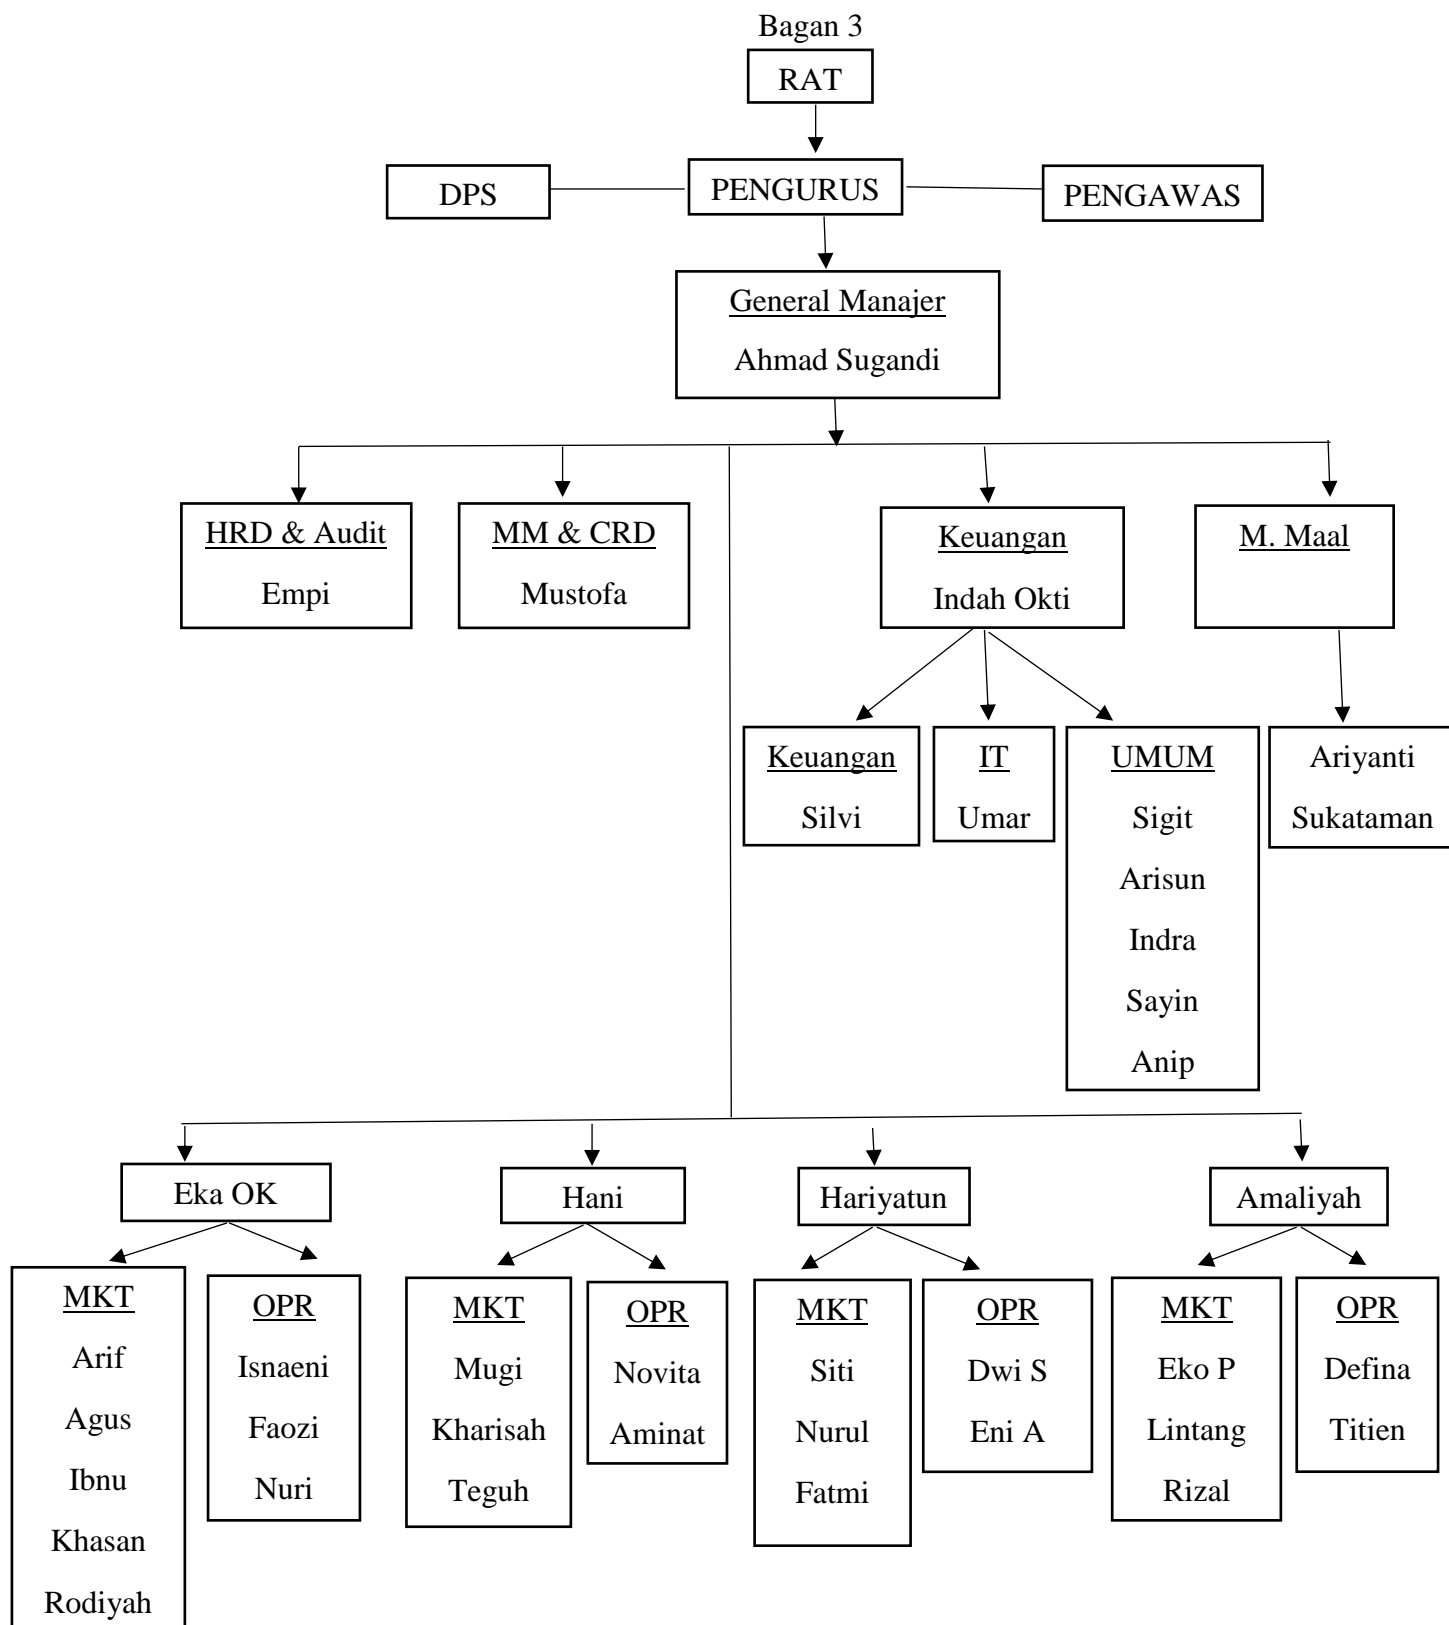 Bagan 3
RAT
DPS
PENGURUS
PENGAWAS
General Manajer
Ahmad Sugandi
HRD & Audit
Empi
MM & CRD
Mustofa
Keuangan
Indah Okti
M. Maal
Keuangan
Silvi
IT
Umar
UMUM
Sigit
Arisun
Indra
Sayin
Anip
Ariyanti
Sukataman
Eka OK
Hani
Hariyatun
Amaliyah
MKT
Arif
Agus
Ibnu
Khasan
Rodiyah
OPR
Isnaeni
Faozi
Nuri
MKT
Mugi
Kharisah
Teguh
OPR
Novita
Aminat
MKT
Siti
Nurul
Fatmi
OPR
Dwi S
Eni A
MKT
Eko P
Lintang
Rizal
OPR
Defina
Titien